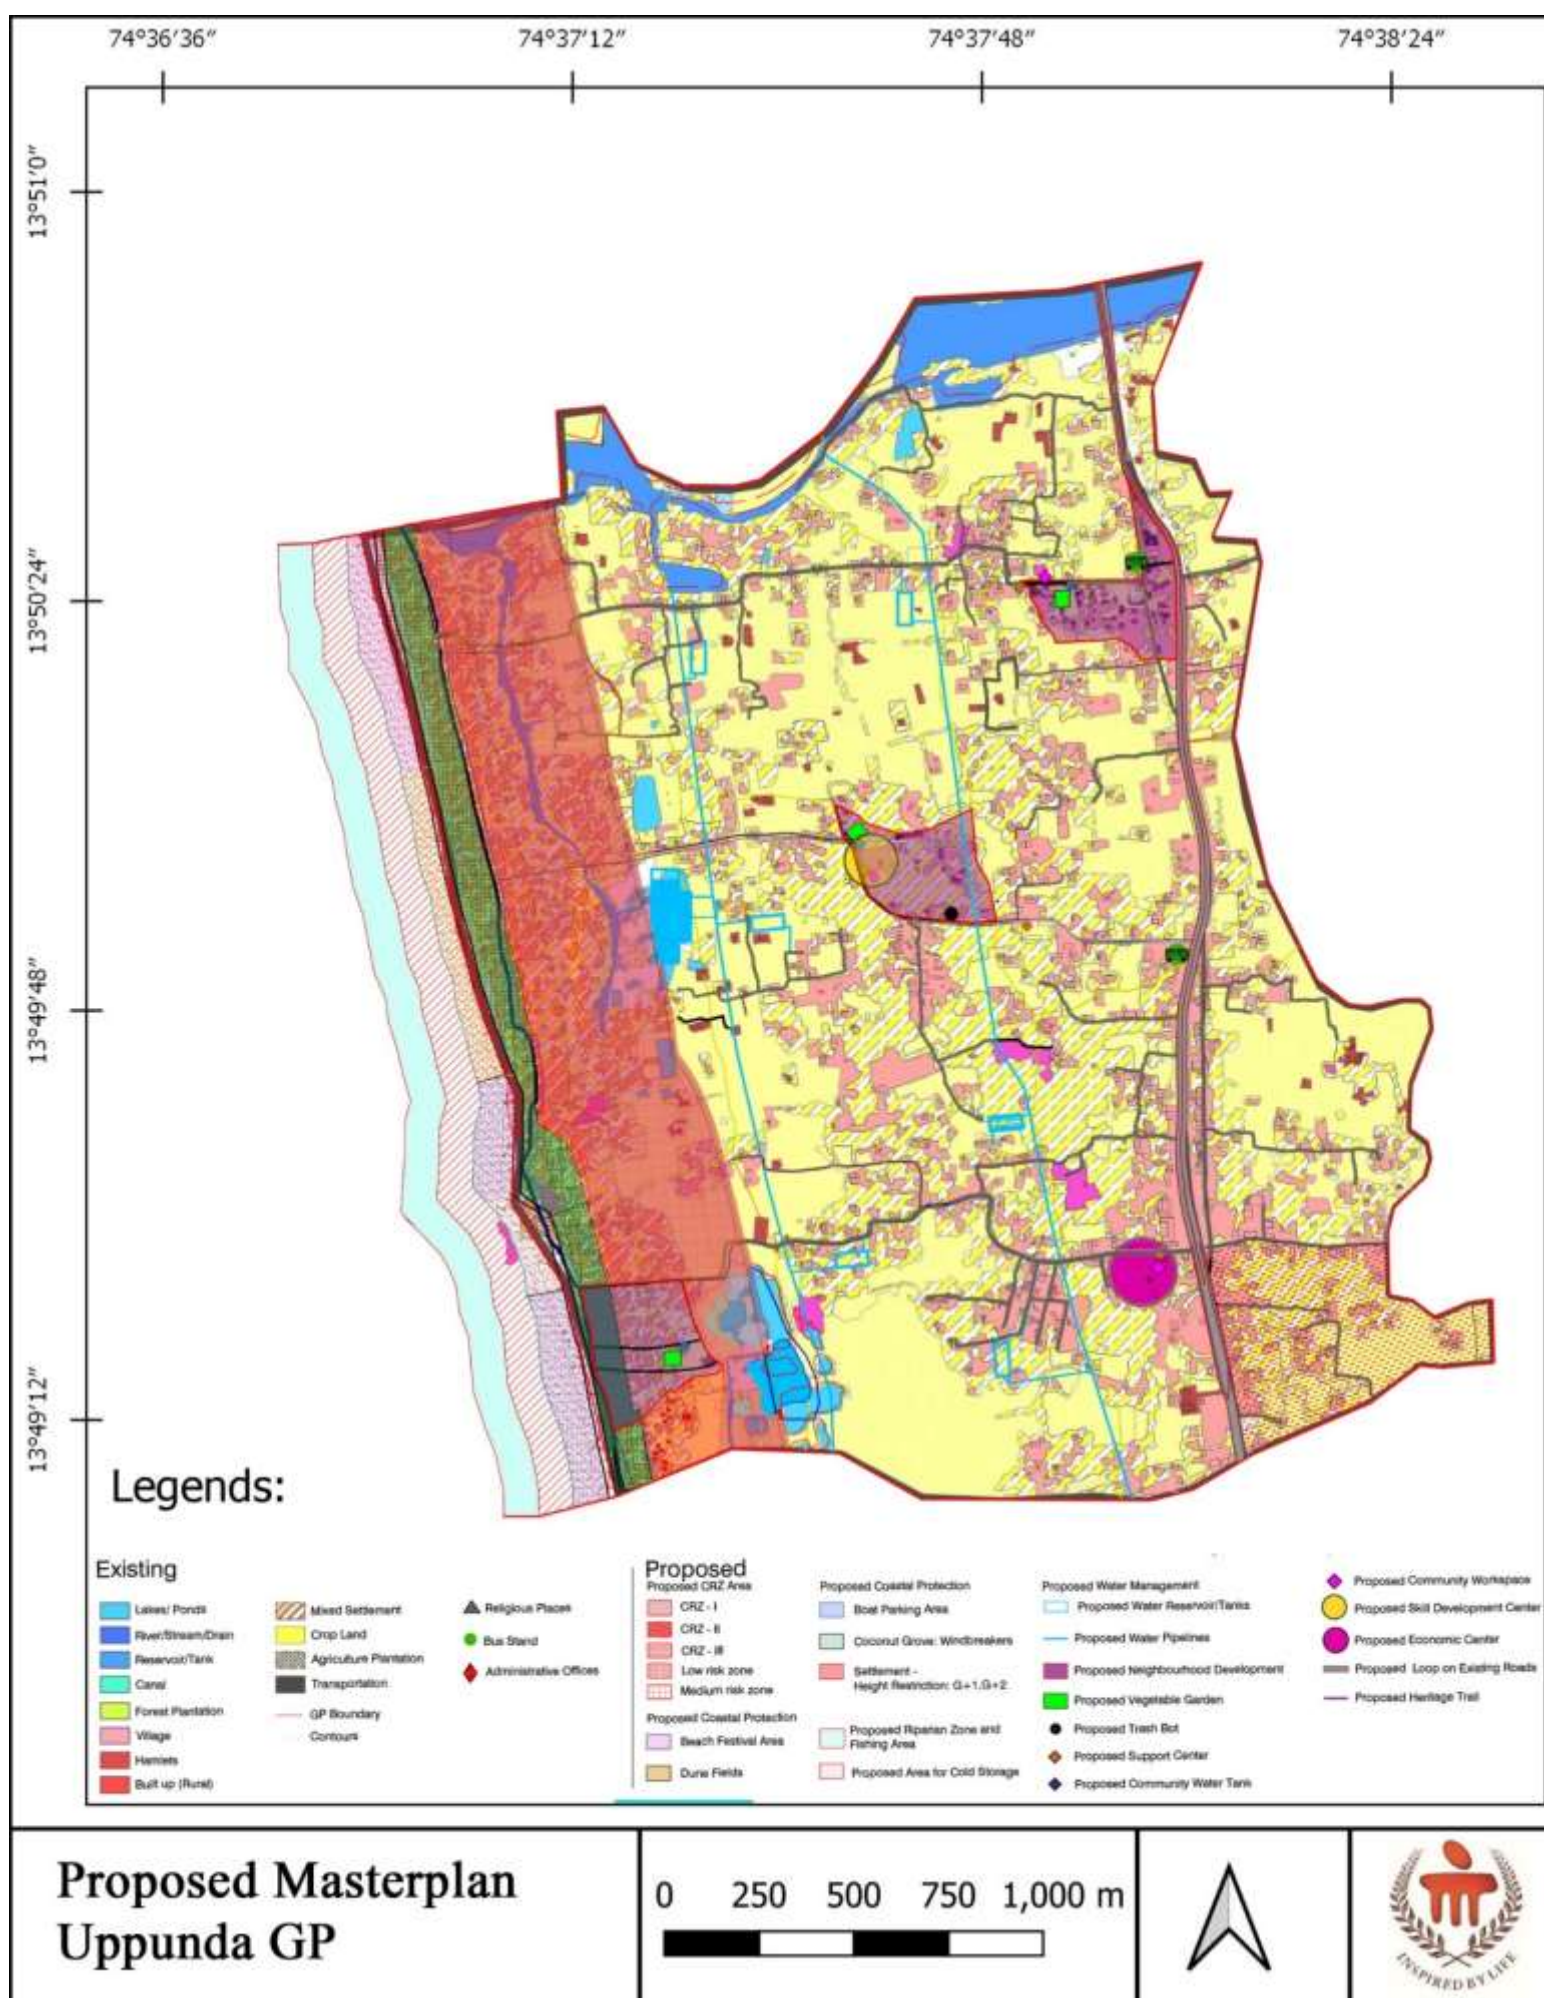 74°36'36" 74°37'12" 74°37'48" 74°38'24"
13°51'0"
13°50'24"
13°49'48"
13°49'12"
Legends:
Existing
Lakes/ Ponds
River/Stream/Drain
Reservoir/Tank
Canal
Forest Plantation
Village
Hamlets
Built up (Rural)
Mixed Settlement
Crop Land
Agriculture Plantation
Transportation
GP Boundary
Contours
Religious Places
Bus Stand
Administrative Offices
Proposed
Proposed CRZ Area
CRZ - I
CRZ - II
CRZ - III
Low risk zone
Medium risk zone
Proposed Coastal Protection
Beach Festival Area
Dune Fields
Proposed Coastal Protection
Boat Parking Area
Coconut Grove: Windbreakers
Settlement -
Height Restriction: G+1,G+2
Proposed Riparian Zone and
Fishing Area
Proposed Area for Cold Storage
Proposed Water Management
Proposed Water Reservoir/Tanks
Proposed Water Pipelines
Proposed Neighbourhood Development
Proposed Vegetable Garden
Proposed Trash Bot
Proposed Support Center
Proposed Community Water Tank
Proposed Community Workspace
Proposed Skill Development Center
Proposed Economic Center
Proposed Loop on Existing Roads
Proposed Heritage Trail
Proposed Masterplan
Uppunda GP
0 250 500 750 1,000 m
INSPIRED BY LIFE